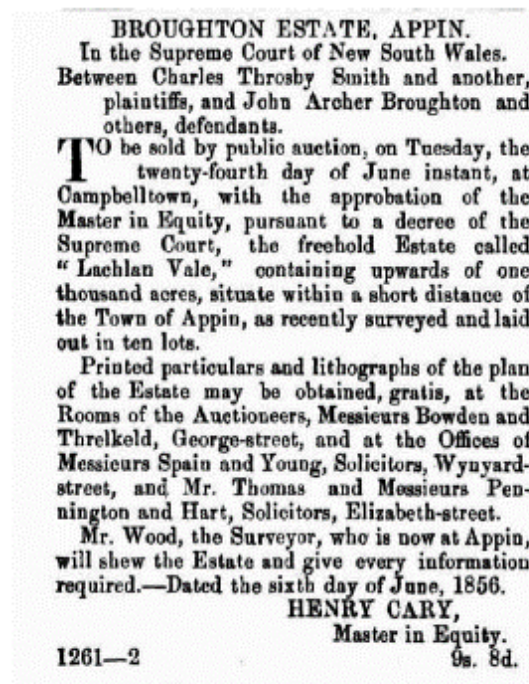 BROUGHTON ESTATE, APPIN.
In the Supreme Court of New South Wales.
Between Charles Throsby Smith and another,
plaintiffs, and John Archer Broughton and
others, defendants.
TO be sold by public auction, on Tuesday, the
twenty-fourth day of June instant, at
Campbelltown, with the approbation of the
Master in Equity, pursuant to a decree of the
Supreme Court, the freehold Estate called
“Lachlan Vale,” containing upwards of one
thousand acres, situate within a short distance of
the Town of Appin, as recently surveyed and laid
out in ten lots.
Printed particulars and lithographs of the plan
of the Estate may be obtained, gratis, at the
Rooms of the Auctioneers, Messieurs Bowden and
Threlkeld, George-street, and at the Offices of
Messieurs Spain and Young, Solicitors, Wynyard-
street, and Mr. Thomas and Messieurs Pen-
nington and Hart, Solicitors, Elizabeth-street.
Mr. Wood, the Surveyor, who is now at Appin,
will shew the Estate and give every information
required.—Dated the sixth day of June, 1856.
HENRY CARY,
Master in Equity.
1261—2 9s. 8d.